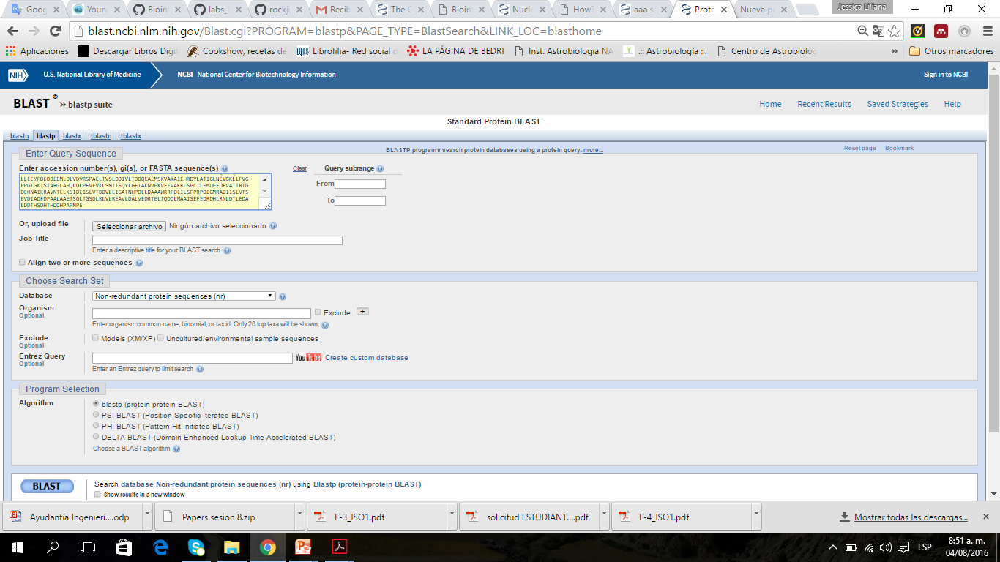 Goog
Youn
Bioin
labs_
rockj
Recib
The C
Bioin
Nucle
How T
aaa s
Prote
Nueva p
Jessica Liliana
blast.ncbi.nlm.nih.gov/Blast.cgi?PROGRAM=blastp&PAGE_TYPE=BlastSearch&LINK_LOC=blasthome
Aplicaciones
Descargar Libros Digit
Cookshow, recetas de
Librofilia- Red social d
LA PÁGINA DE BEDRI
Inst. Astrobiología NA
.:: Astrobiología ::.
Centro de Astrobiolog
» Otros marcadores
NIH U.S. National Library of Medicine NCBI National Center for Biotechnology Information Sign in to NCBI
BLAST ® » blastp suite Home Recent Results Saved Strategies Help
Standard Protein BLAST
blastn blastp blastx tblastn tblastx
Enter Query Sequence
BLASTP programs search protein databases using a protein query. more...
Reset page Bookmark
Enter accession number(s), gi(s), or FASTA sequence(s) Clear Query subrange
LLEEYFDEDDEEMLDLVDVRSPAELTVSLDDIVLTDDQEAEMSKVAKAIEHRDYLATIGLNEVGKLLFVG
PPGTGKTSTARGLAHQLDLPFVEVKLSMITSQYLGETAKNVEKVFEVAKRLSPCILFMDEFDFVATTRTG
DEHNAIKRAVNTLLKSIDEISLVTDDVLLIGATNHPDELDAAAWRRFDEILSFPRPDEGMRADIISLVTS
EVDIADFDPAALAAETSGLTGSDLRLVLREAVLDALVEDRTELTQDDLMAAISEFEDRDHLRNLDTLEDA
LDDTHSDHTHDDHPAPNPE
From
To
Or, upload file Seleccionar archivo Ningún archivo seleccionado
Job Title
Enter a descriptive title for your BLAST search
Align two or more sequences
Choose Search Set
Database Non-redundant protein sequences (nr)
Organism
Optional
Exclude +
Enter organism common name, binomial, or tax id. Only 20 top taxa will be shown.
Exclude Models (XM/XP) Uncultured/environmental sample sequences
Optional
Entrez Query YouTube Create custom database
Optional
Enter an Entrez query to limit search
Program Selection
Algorithm blastp (protein-protein BLAST)
PSI-BLAST (Position-Specific Iterated BLAST)
PHI-BLAST (Pattern Hit Initiated BLAST)
DELTA-BLAST (Domain Enhanced Lookup Time Accelerated BLAST)
Choose a BLAST algorithm
BLAST Search database Non-redundant protein sequences (nr) using Blastp (protein-protein BLAST)
Show results in a new window
Ayudantía Ingenierí....odp
Papers sesion 8.zip
E-3_ISO1.pdf
solicitud ESTUDIANT....pdf
E-4_ISO1.pdf
Mostrar todas las descargas...
ESP
8:51 a. m.
04/08/2016